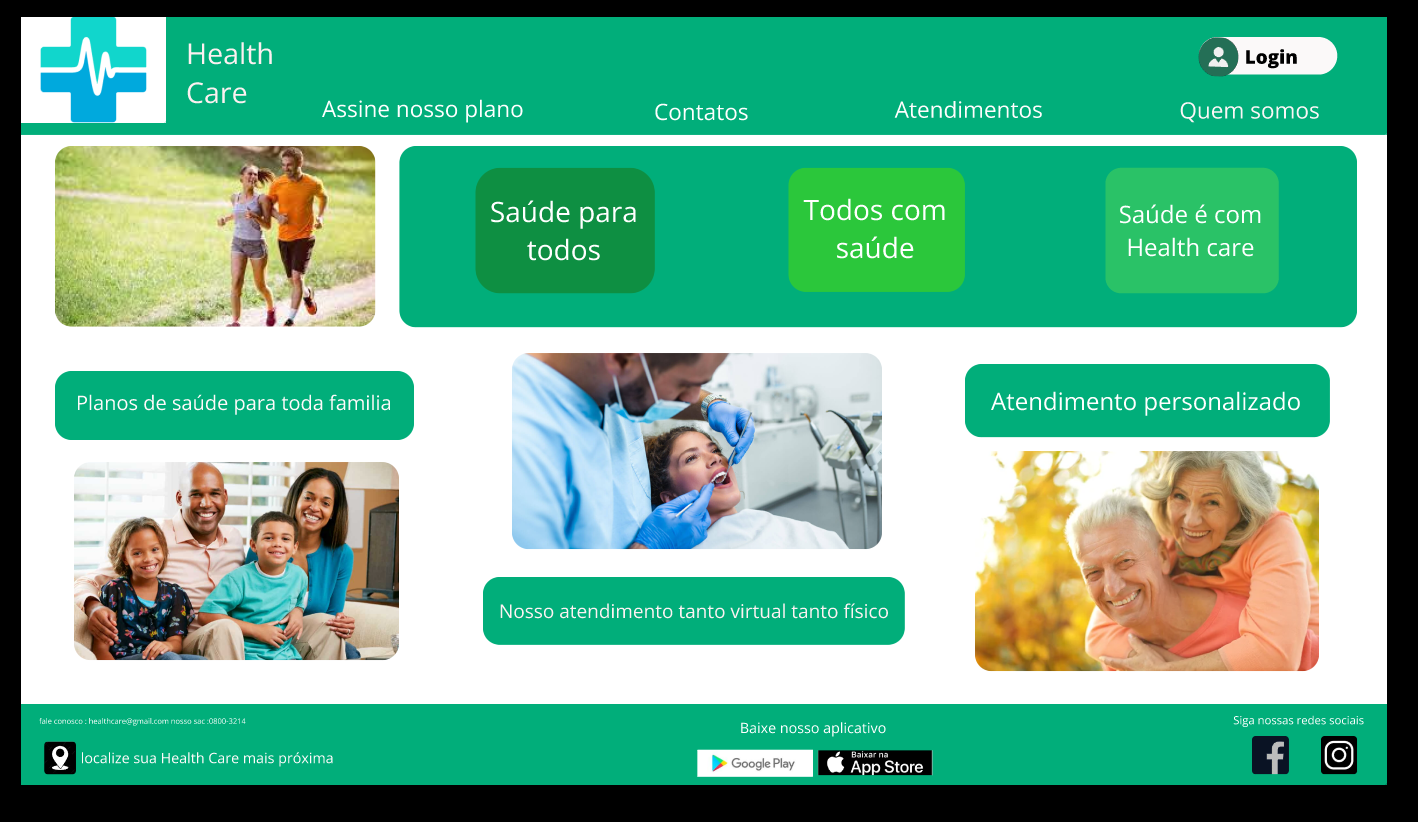 Health
Care
Login
Assine nosso plano
Contatos
Atendimentos
Quem somos
Saúde para
todos
Todos com
saúde
Saúde é com
Health care
Planos de saúde para toda familia
Atendimento personalizado
Nosso atendimento tanto virtual tanto físico
fale conosco : healthcare@gmail.com nosso sac :0800-3214
localize sua Health Care mais próxima
Baixe nosso aplicativo
Google Play
Baixar na
App Store
Siga nossas redes sociais